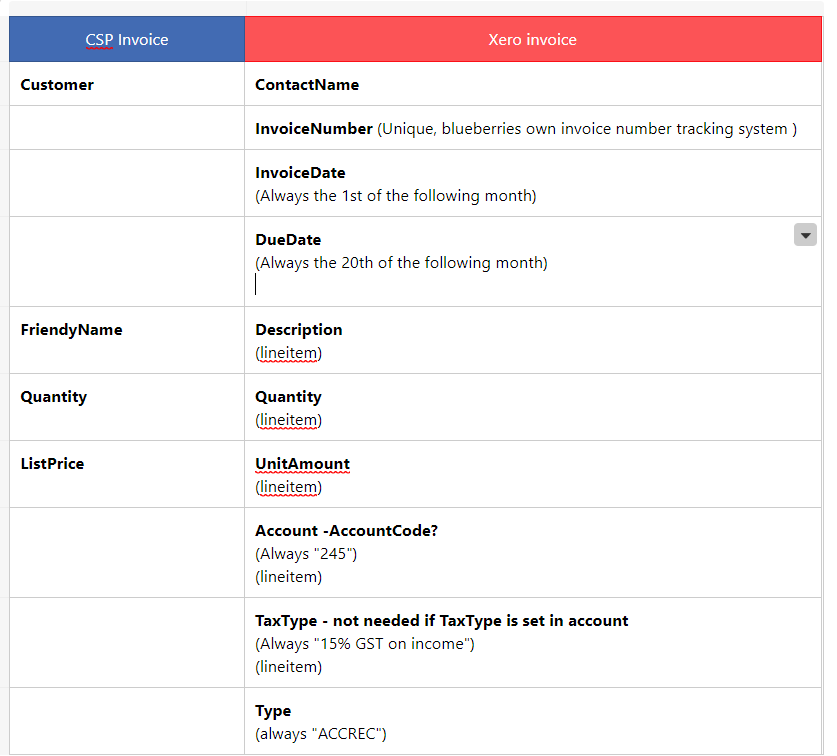 CSP Invoice
Xero invoice
Customer
ContactName
InvoiceNumber (Unique, blueberries own invoice number tracking system )
InvoiceDate
(Always the 1st of the following month)
DueDate
(Always the 20th of the following month)
FriendyName
Description
(lineitem)
Quantity
Quantity
(lineitem)
ListPrice
UnitAmount
(lineitem)
Account -AccountCode?
(Always "245")
(lineitem)
TaxType - not needed if TaxType is set in account
(Always "15% GST on income")
(lineitem)
Type
(always "ACCREC")